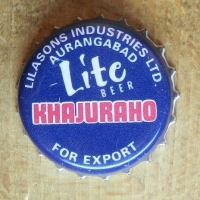 LILASONS INDUSTRIES LTD
AURANGABAD
Lite
BEER
KHAJURAHO
FOR EXPORT